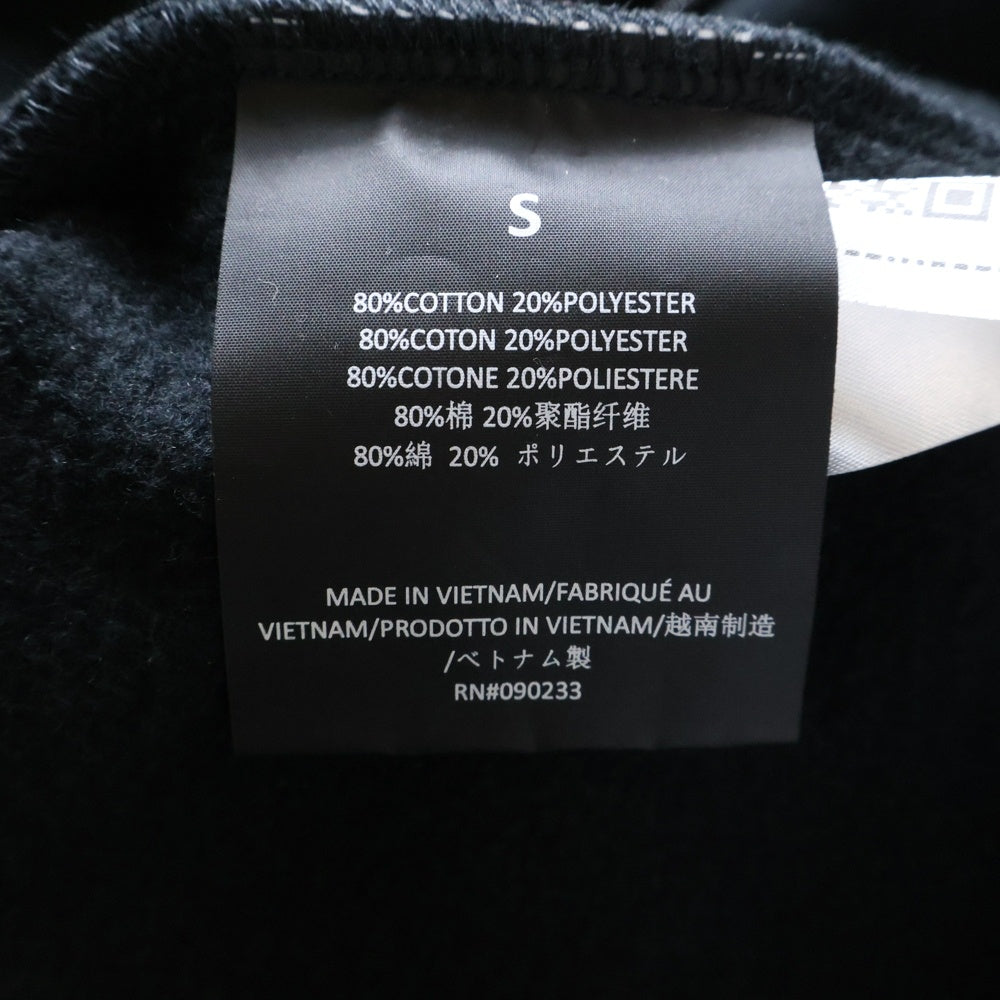 S
80%COTTON 20%POLYESTER
80%COTON 20%POLYESTER
80%COTONE 20%POLIESTERE
80%棉 20%聚酯纤维
80%綿 20% ポリエステル
MADE IN VIETNAM/FABRIQUÉ AU
VIETNAM/PRODOTTO IN VIETNAM/越南制造
/ベトナム製
RN#090233